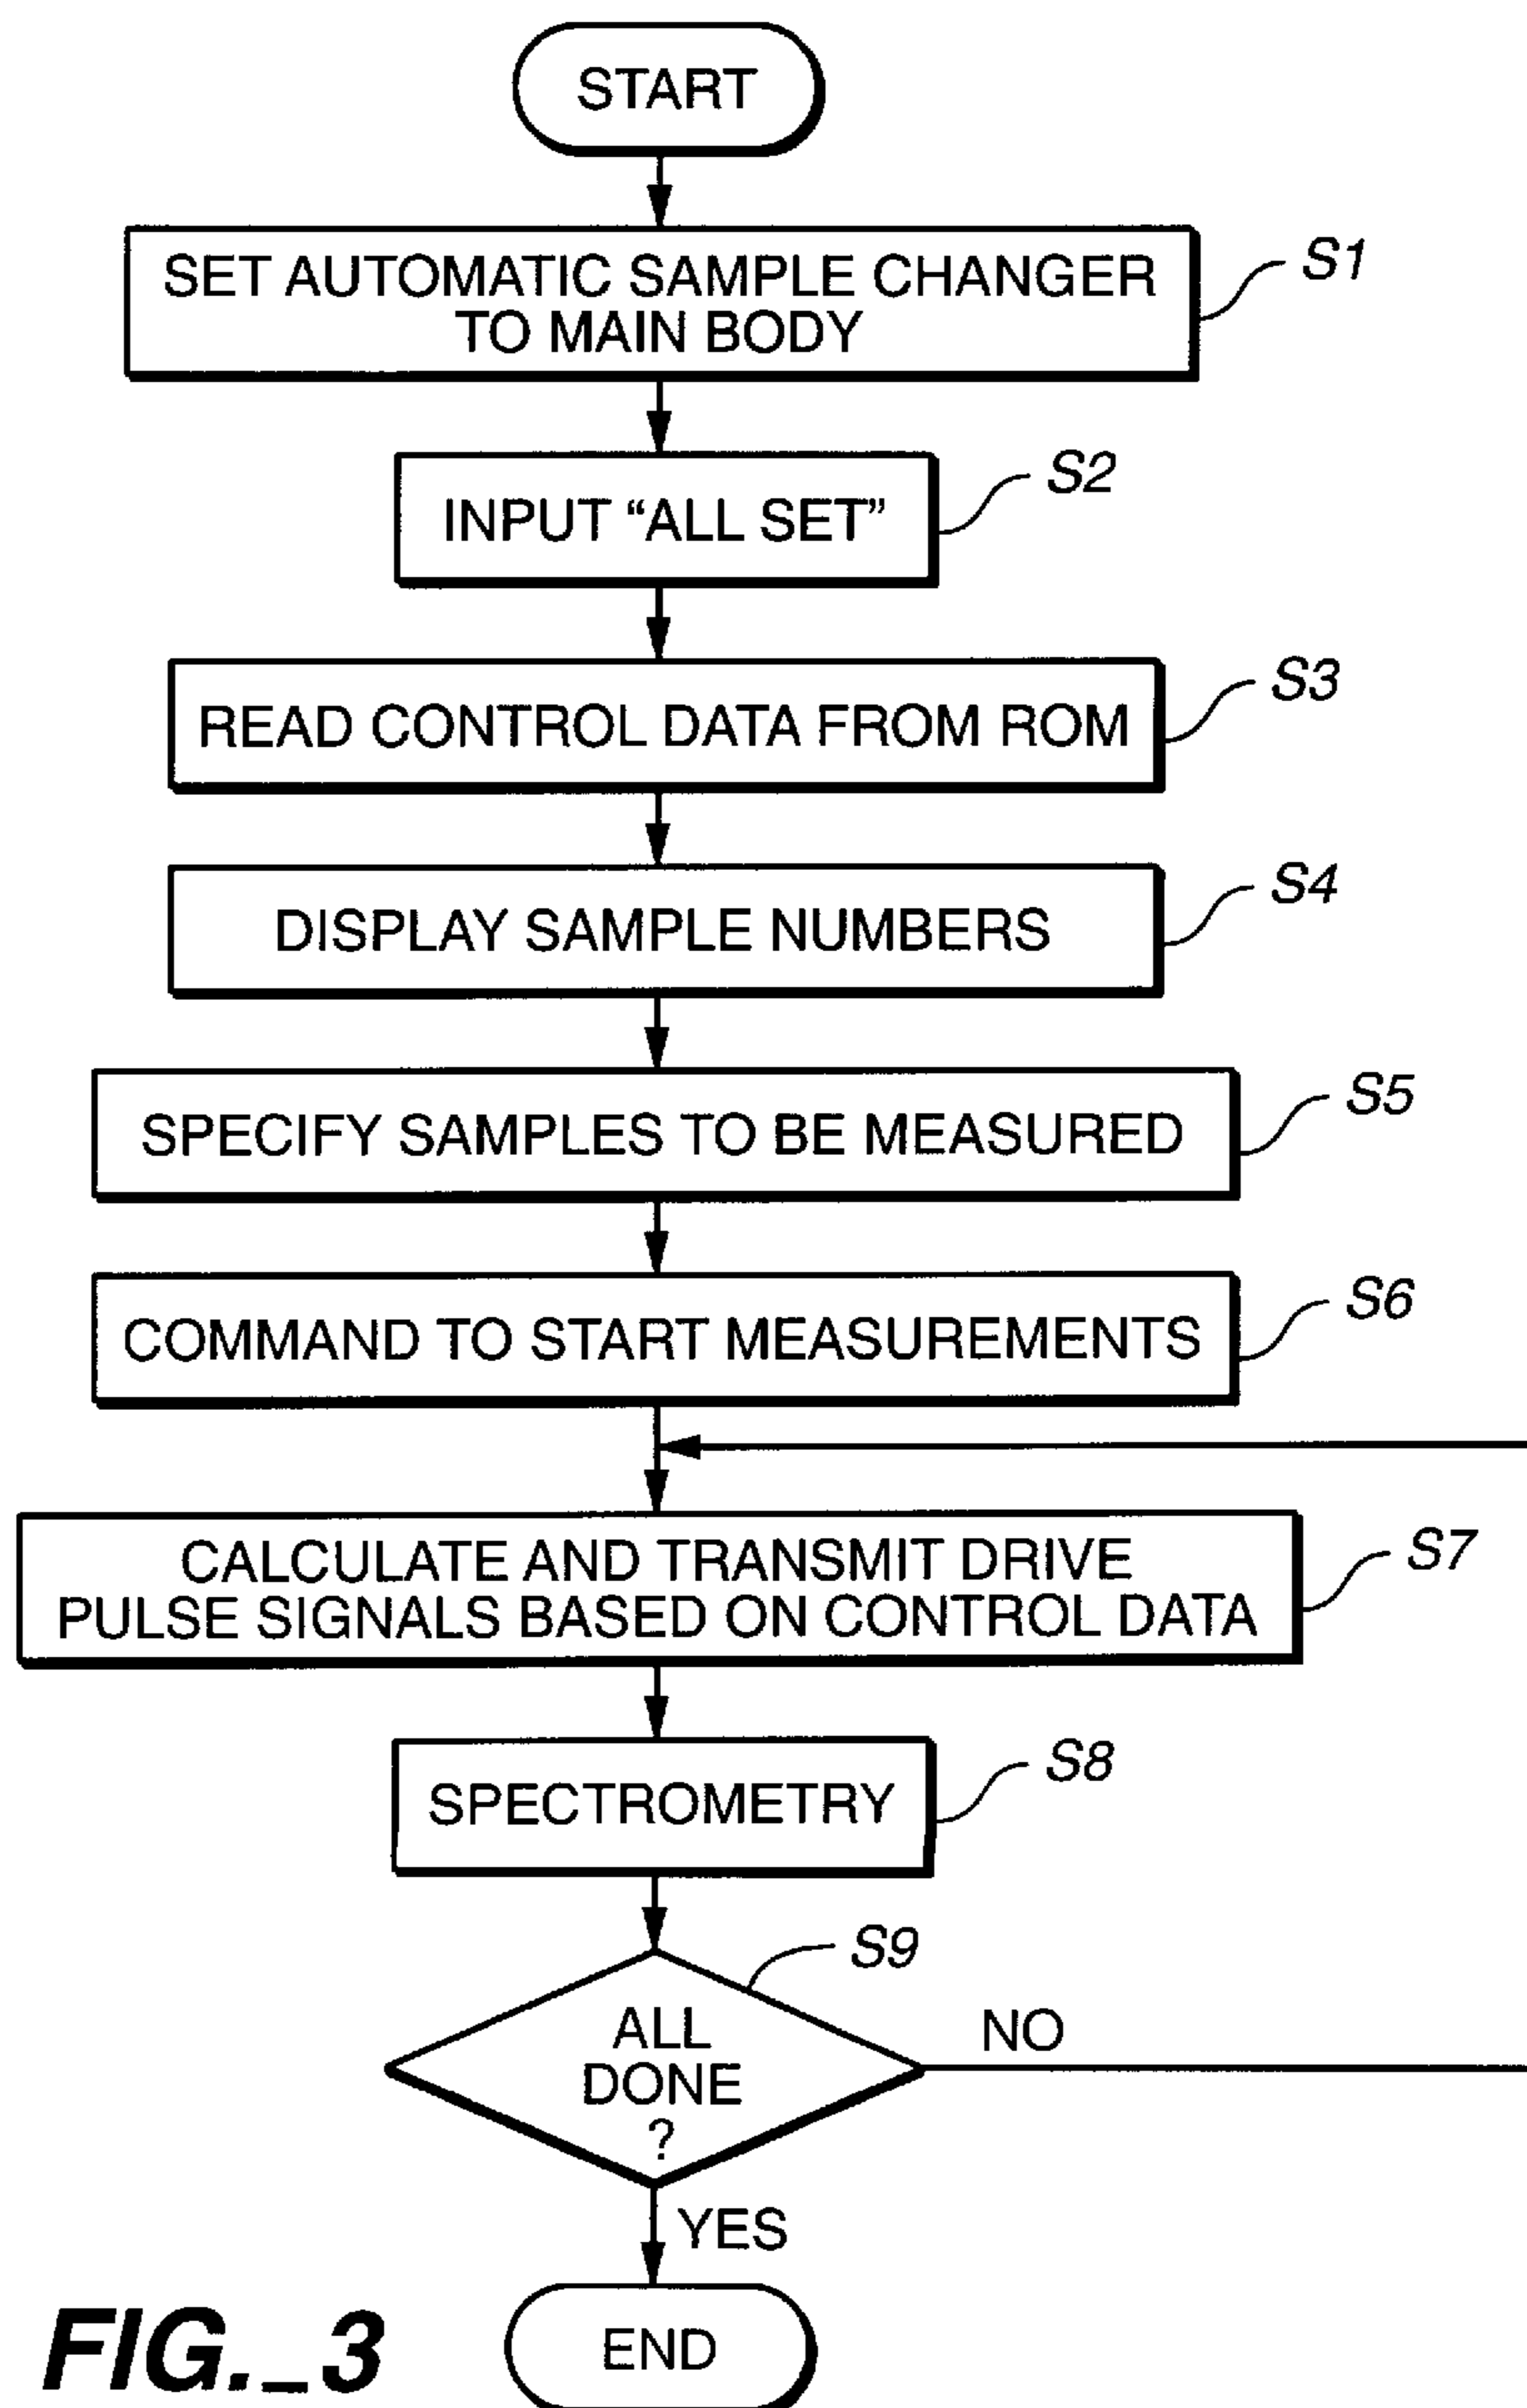 START
SET AUTOMATIC SAMPLE CHANGER
TO MAIN BODY
S1
INPUT “ALL SET”
S2
READ CONTROL DATA FROM ROM
S3
DISPLAY SAMPLE NUMBERS
S4
SPECIFY SAMPLES TO BE MEASURED
S5
COMMAND TO START MEASUREMENTS
S6
CALCULATE AND TRANSMIT DRIVE
PULSE SIGNALS BASED ON CONTROL DATA
S7
SPECTROMETRY
S8
ALL
DONE
?
S9
NO
YES
END
FIG._3